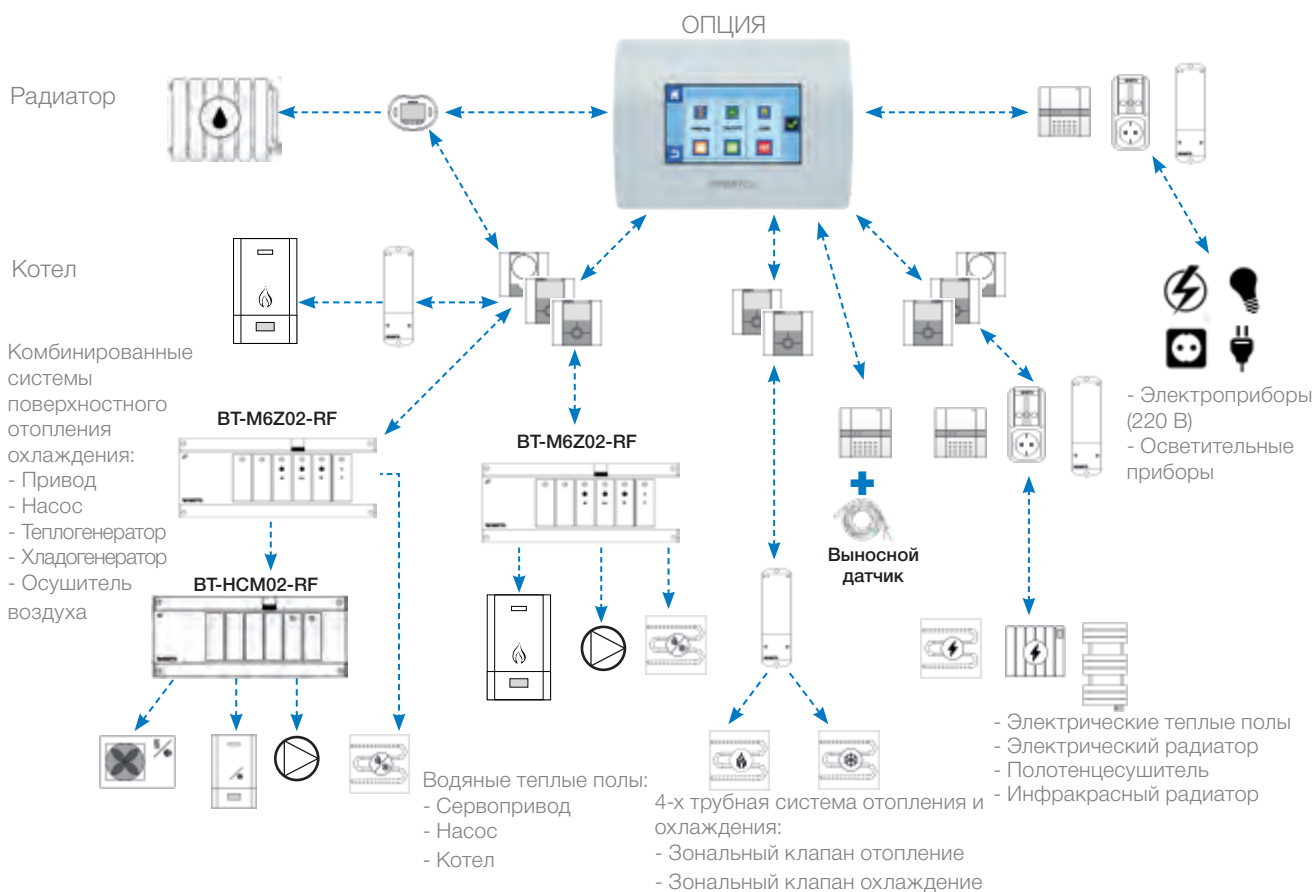 ОПЦИЯ
Радиатор
Котел
Комбинированные
системы
поверхностного
отопления
охлаждения:
- Привод
- Насос
- Теплогенератор
- Хладогенератор
- Осушитель
воздуха
BT-M6Z02-RF
BT-HCM02-RF
BT-M6Z02-RF
Водяные теплые полы:
- Сервопривод
- Насос
- Котел
Выносной
датчик
4-х трубная система отопления и
охлаждения:
- Зональный клапан отопление
- Зональный клапан охлаждение
- Электроприборы
(220 В)
- Осветительные
приборы
- Электрические теплые полы
- Электрический радиатор
- Полотенцесушитель
- Инфракрасный радиатор